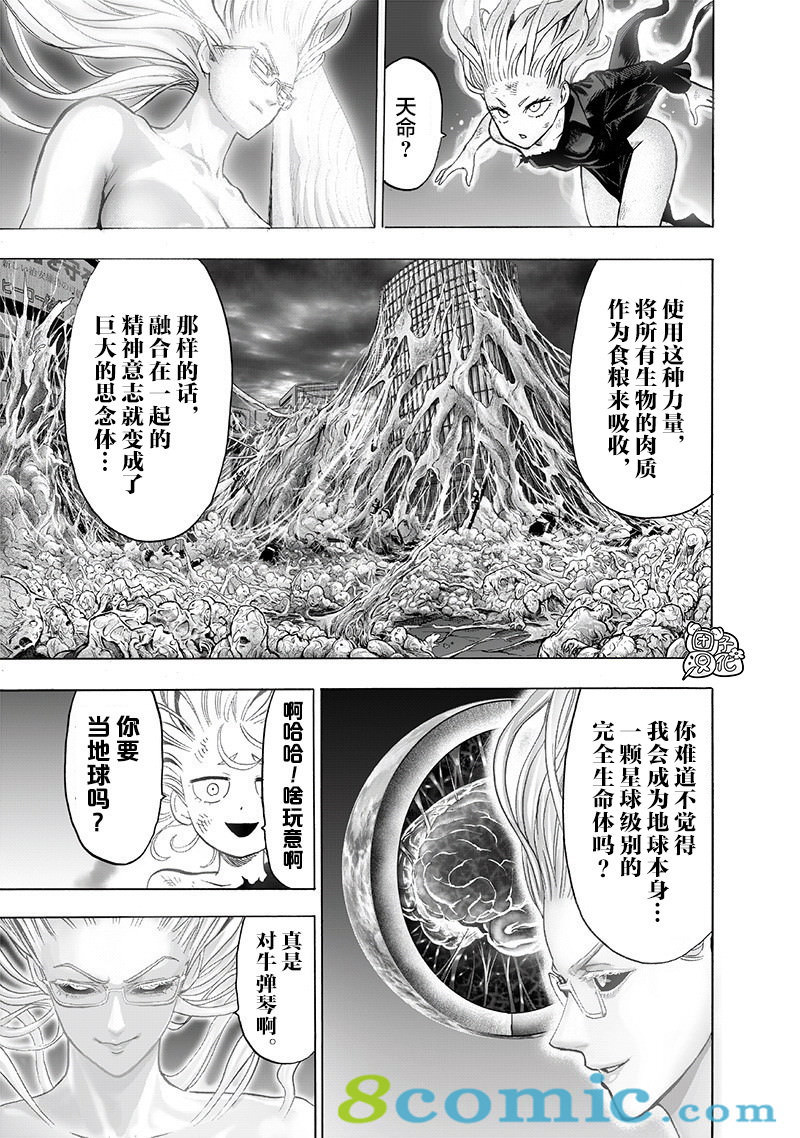 天命？
使用这种力量，
将所有生物的肉质
作为食粮来吸收，
那样的话，
融合在一起的
精神意志就变成了
巨大的思念体…
ヒーロー
你难道不觉得
我会成为地球本身…
一颗星球级别的
完全生命体吗？
啊哈哈！啥玩意啊
你要
当地球吗？
真是
对牛弹琴啊。
8comic.com